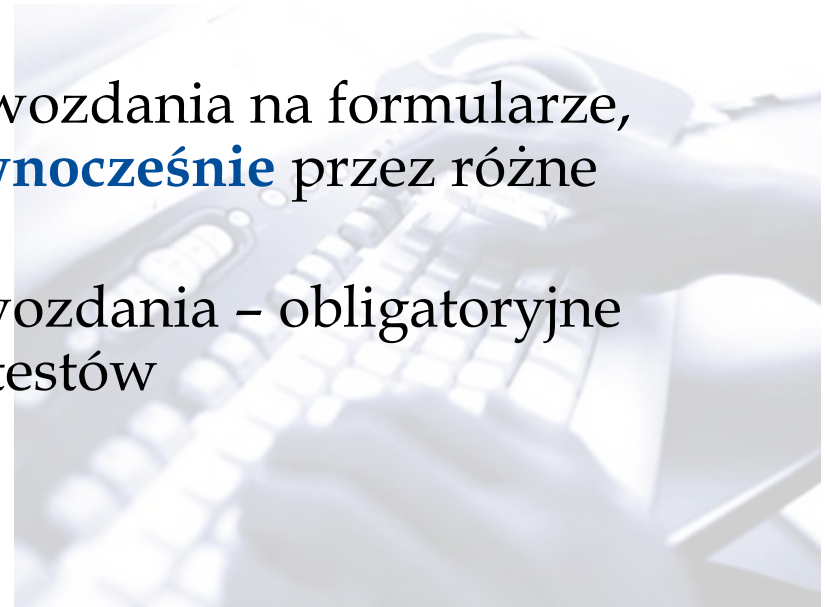 wozdania na formularze,
wnocześnie przez różne
wozdania – obligatoryjne
testów